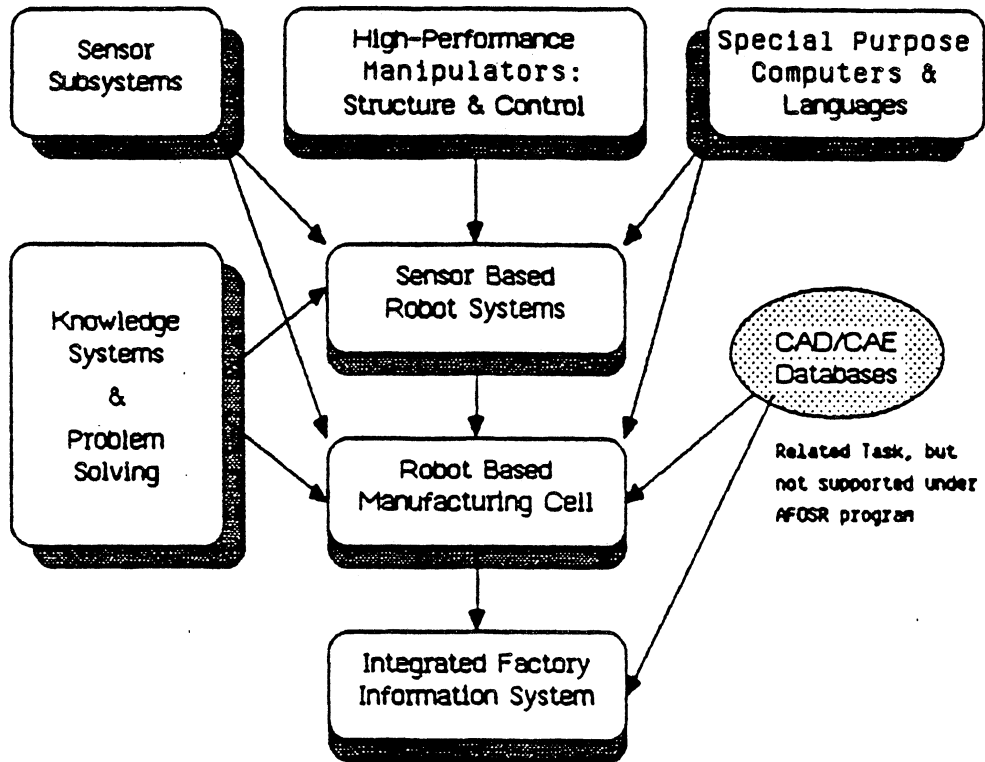 Sensor
Subsystems
High-Performance
Manipulators:
Structure & Control
Special Purpose
Computers &
Languages
Knowledge
Systems
&
Problem
Solving
Sensor Based
Robot Systems
CAD/CAE
Databases
Related Task, but
not supported under
AFOSR program
Robot Based
Manufacturing Cell
Integrated Factory
Information System